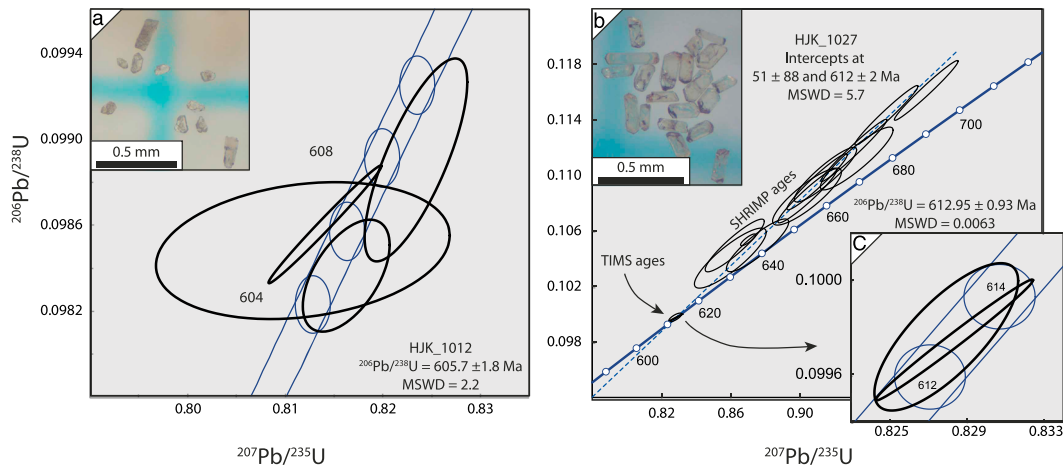 a
0.5 mm
0.0994
0.0990
0.0986
0.0982
206Pb/238U
608
604
HJK_1012
206Pb/238U = 605.7 ±1.8 Ma
MSWD = 2.2
0.80
0.81
0.82
0.83
207Pb/235U
b
0.5 mm
HJK_1027
Intercepts at
51 ± 88 and 612 ± 2 Ma
MSWD = 5.7
0.118
0.114
0.110
0.106
0.102
0.098
700
680
660
640
620
600
SHRIMP ages
TIMS ages
206Pb/238U = 612.95 ± 0.93 Ma
MSWD = 0.0063
0.82
0.86
0.90
207Pb/235U
C
0.1000
0.0996
614
612
0.825
0.829
0.833